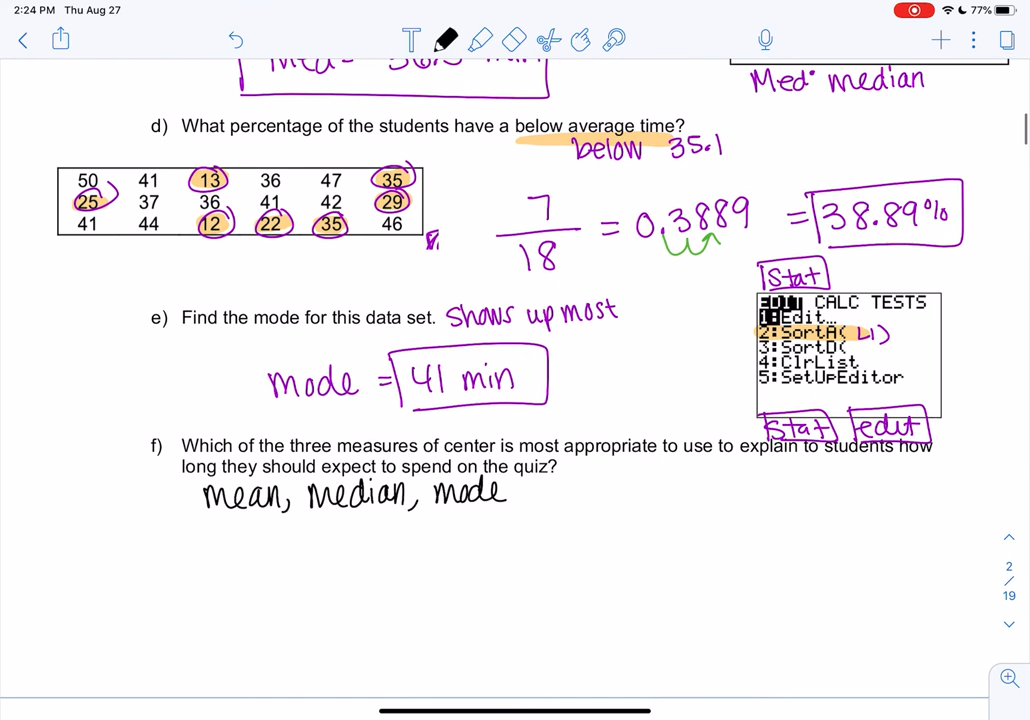 2:24 PM Thu Aug 27
77%
Med- 36.5 min
Med: median
d) What percentage of the students have a below average time?
below 35.1
50 41 13 36 47 35
25 37 36 41 42 29
41 44 12 22 35 46
7
18
= 0.3889 = 38.89%
Stat
EDIT CALC TESTS
1:Edit…
2:SortA( L1)
3:SortD(
4:ClrList
5:SetUpEditor
e) Find the mode for this data set. shows up most
mode = 41 min
Stat edit
f) Which of the three measures of center is most appropriate to use to explain to students how
long they should expect to spend on the quiz?
mean, median, mode
2
/
19